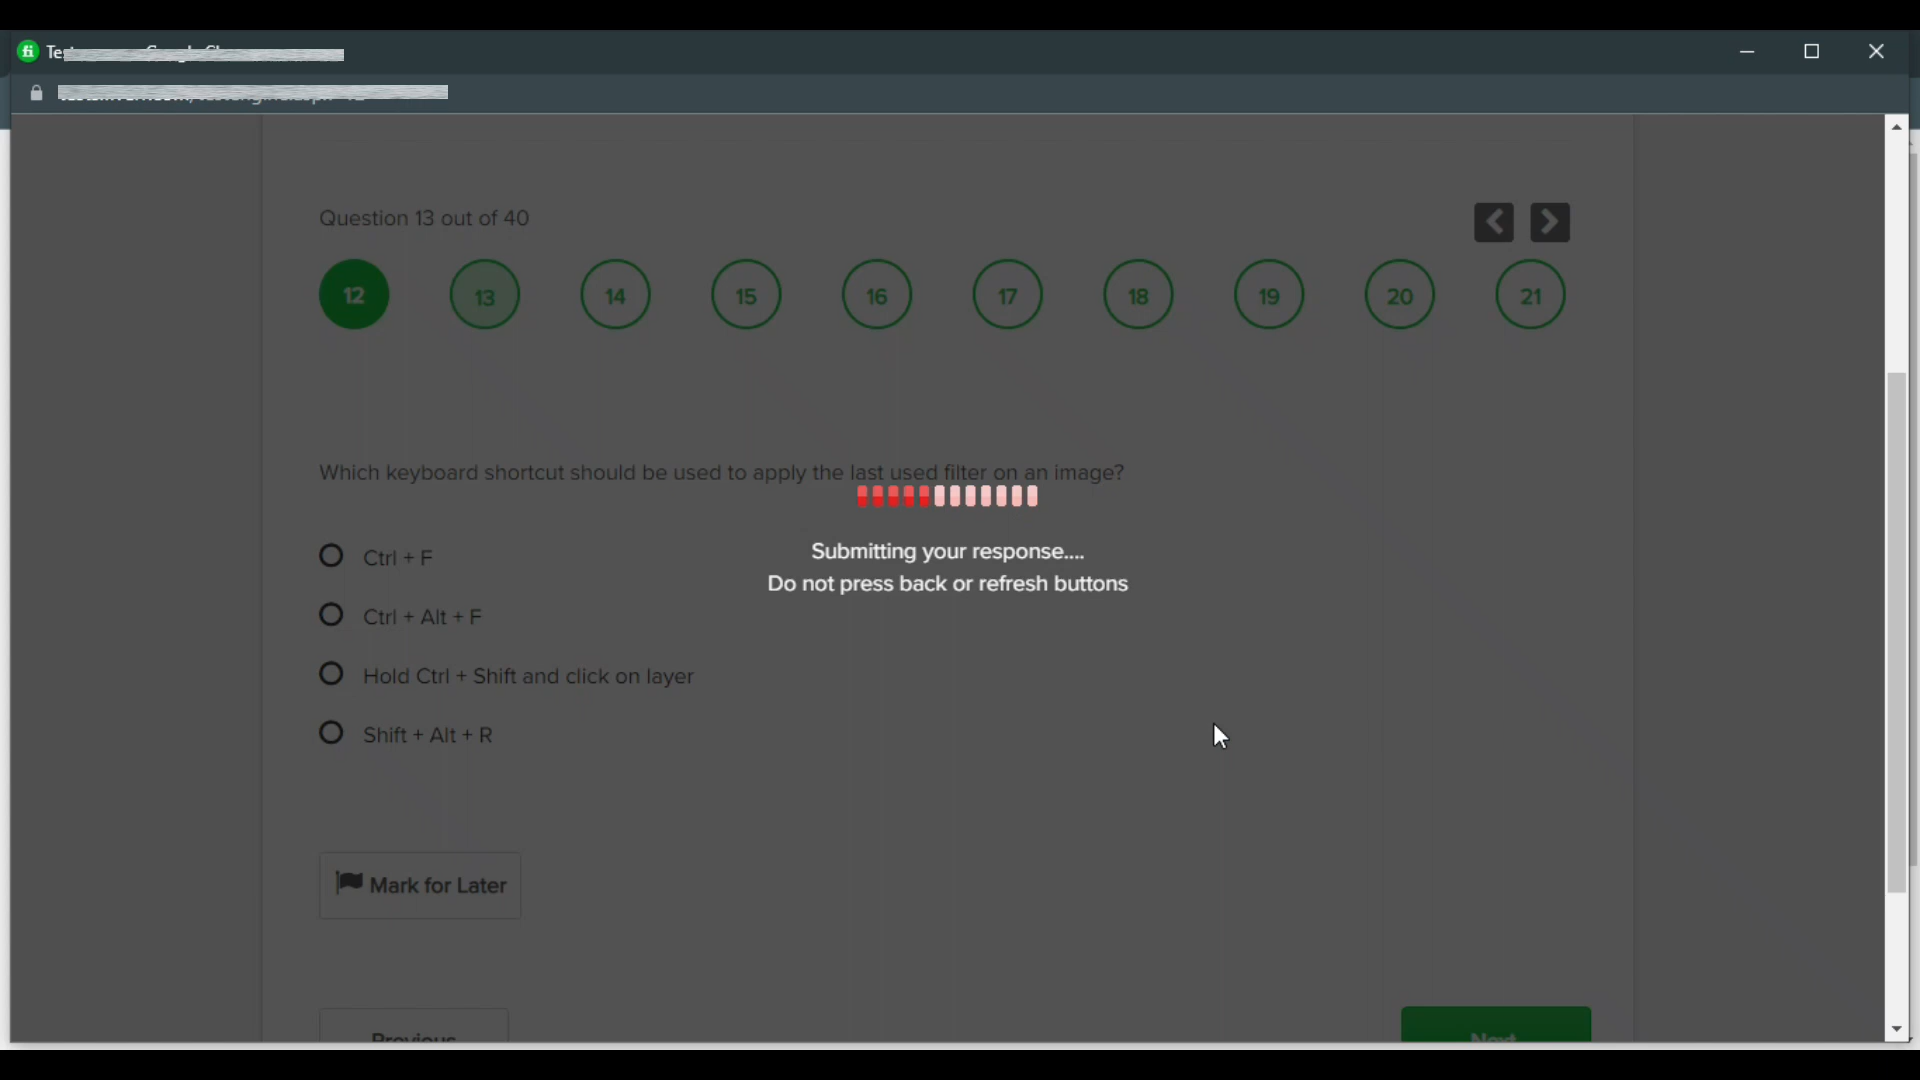 Question 13 out of 40
12 13 14 15 16 17 18 19 20 21
Which keyboard shortcut should be used to apply the last used filter on an image?
Submitting your response....
Do not press back or refresh buttons
Ctrl + F
Ctrl + Alt + F
Hold Ctrl + Shift and click on layer
Shift + Alt + R
Mark for Later
Previous
Next